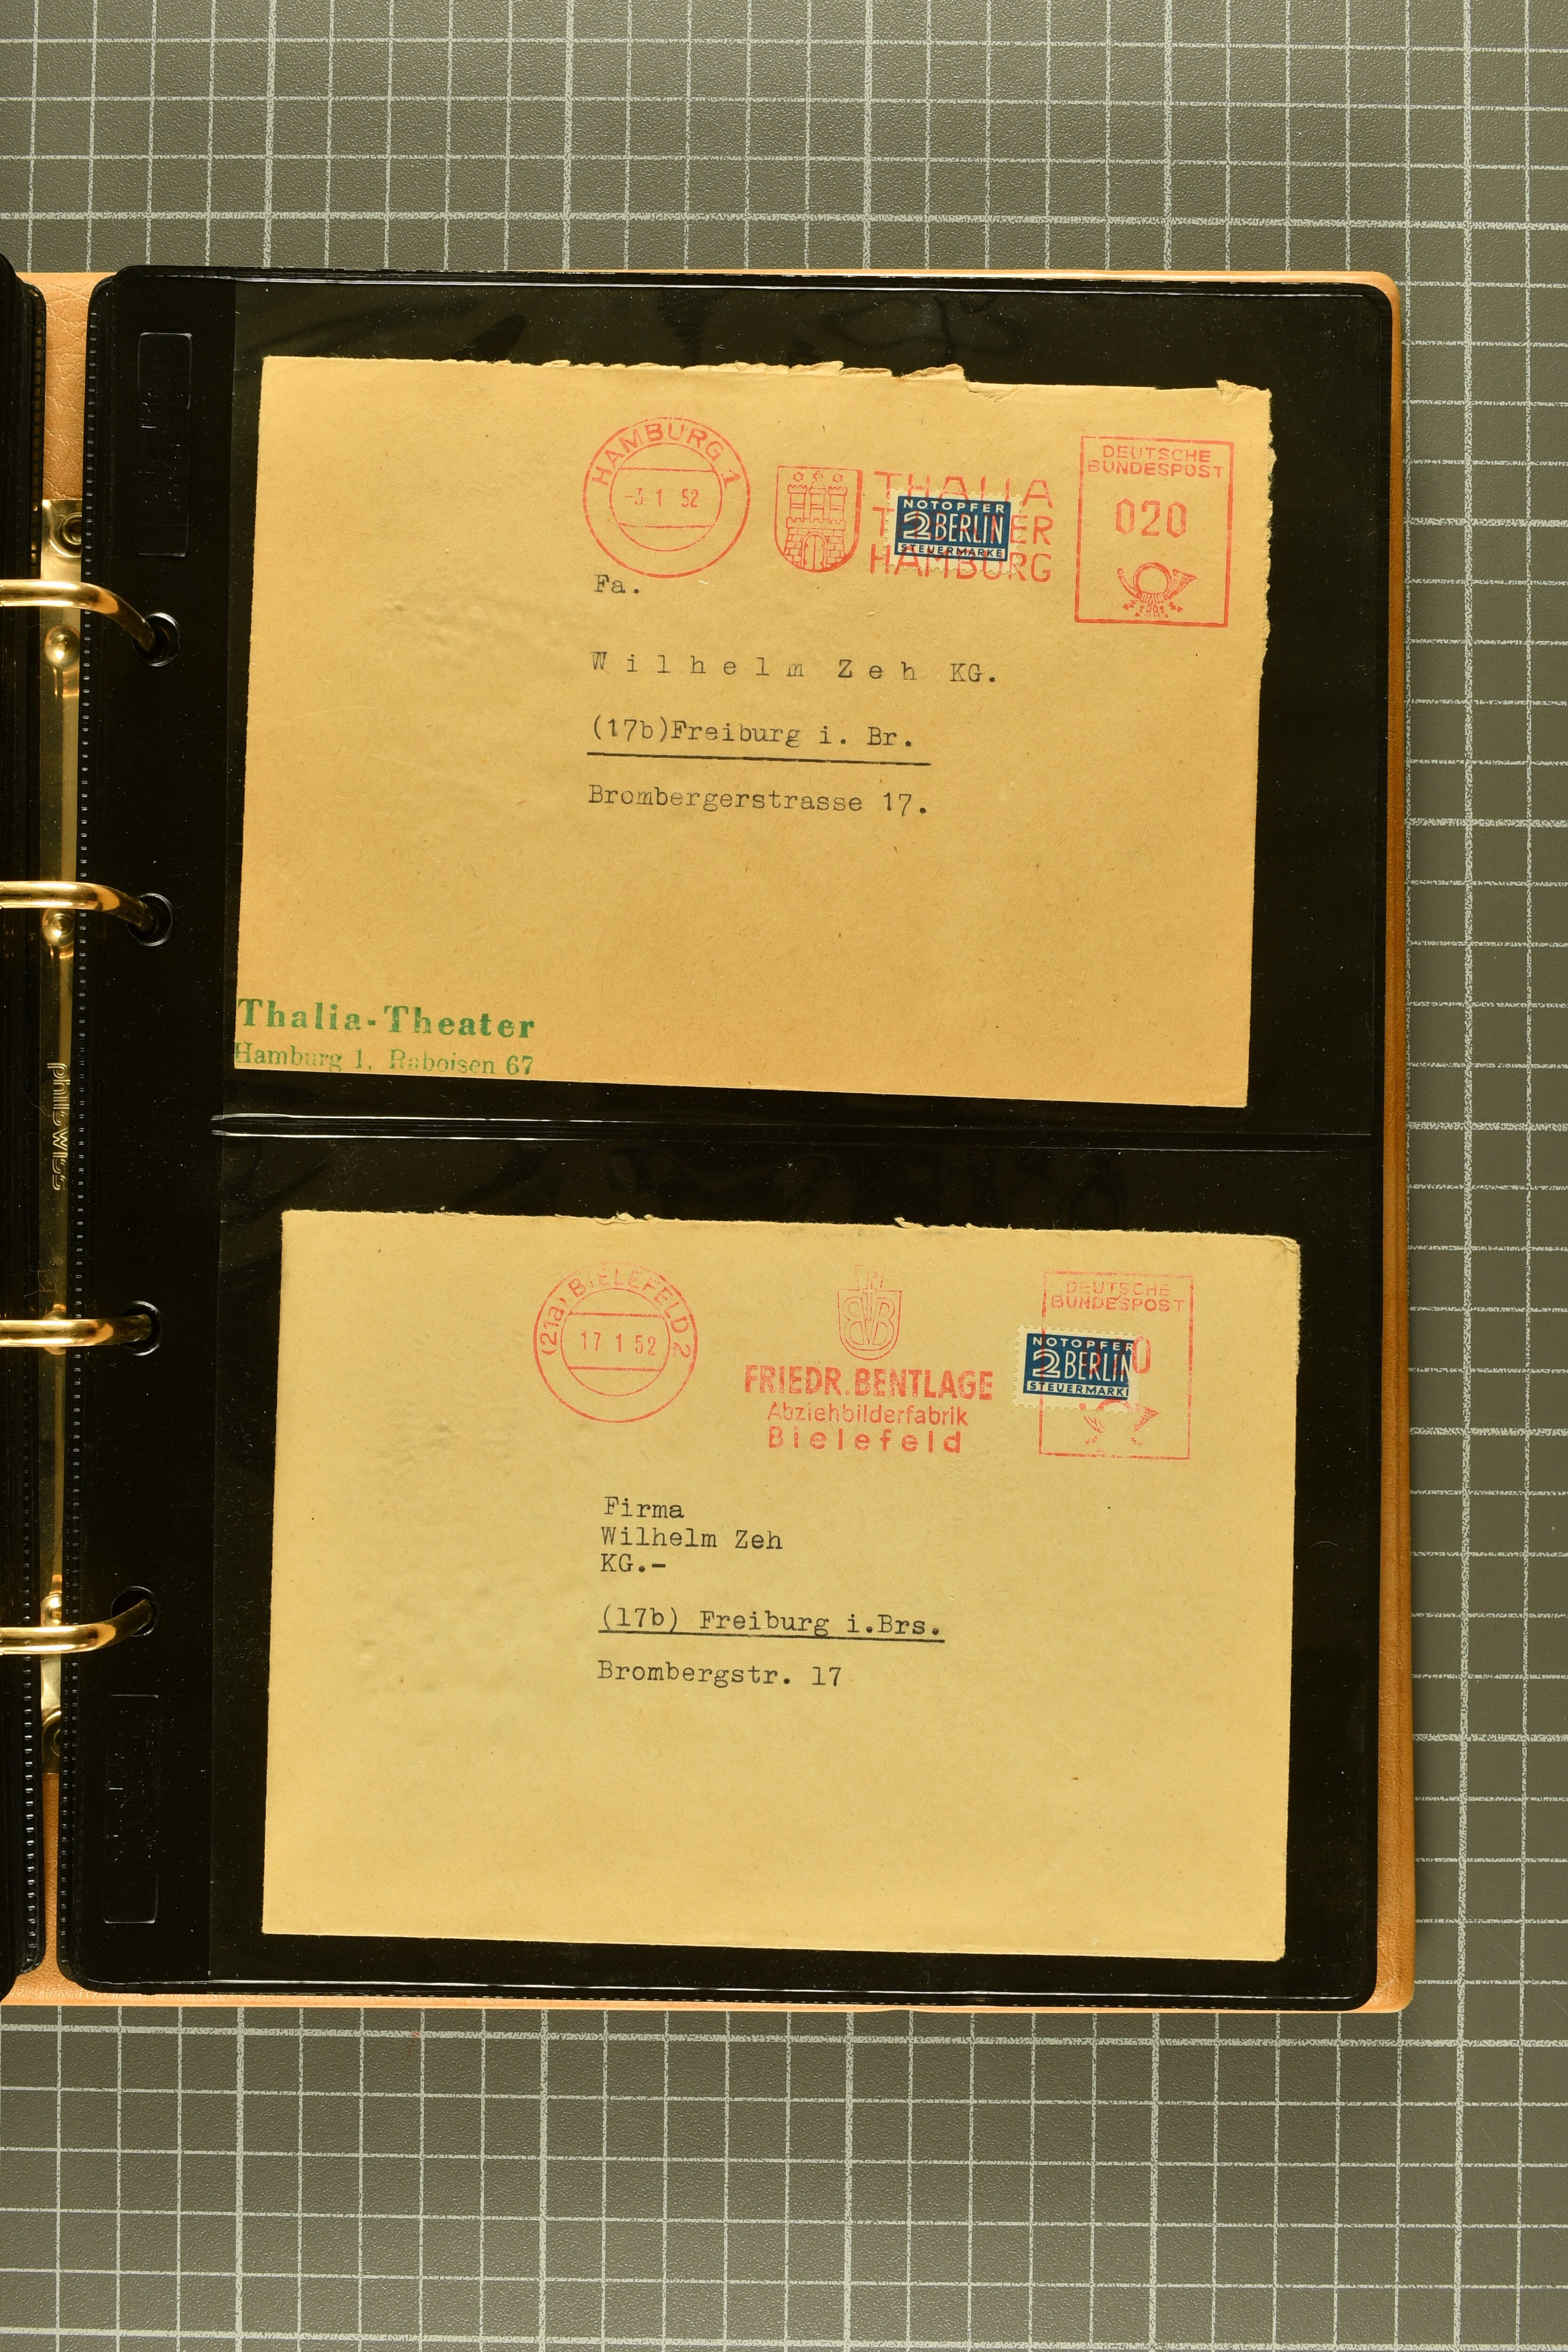 HAMBURG 1
-3 1 52
THALIA
HAMBURG
NOTOPFER
2 BERLIN
STEUERMARKE
DEUTSCHE
BUNDESPOST
020
Fa.
Wilhelm Zeh KG.
(17b)Freiburg i. Br.
Brombergerstrasse 17.
Thalia-Theater
Hamburg 1, Raboisen 67
philswiss
(21a) BIELEFELD 2
17 1 52
FRIEDR. BENTLAGE
Abziehbilderfabrik
Bielefeld
DEUTSCHE
BUNDESPOST
NOTOPFER
2 BERLIN
Firma
Wilhelm Zeh
KG.-
(17b) Freiburg i.Brs.
Brombergstr. 17